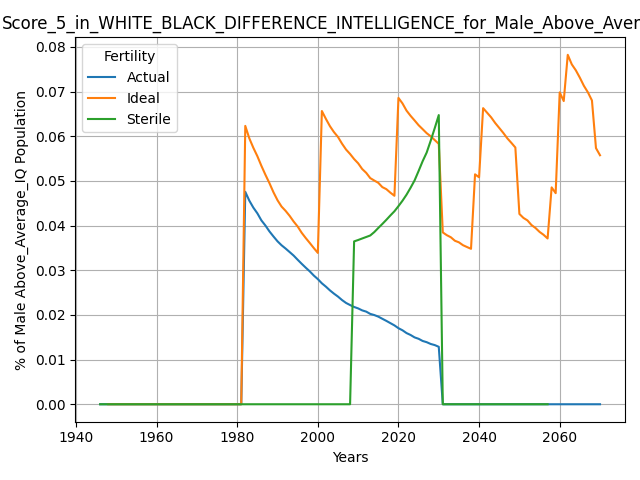 Score_5_in_WHITE_BLACK_DIFFERENCE_INTELLIGENCE_for_Male_Above_Aver
Fertility
Actual
Ideal
Sterile
% of Male Above_Average_IQ Population
0.08
0.07
0.06
0.05
0.04
0.03
0.02
0.01
0.00
1940 1960 1980 2000 2020 2040 2060
Years